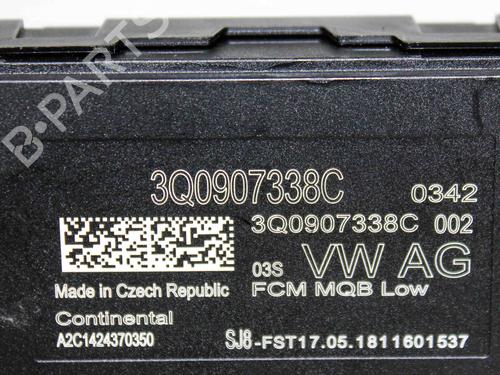 B-PARTS
3Q0907338C
0342
3Q0907338C 002
03S VW AG
Made in Czech Republic
FCM MQB Low
Continental
A2C1424370350
SJ8-FST17.05.1811601537